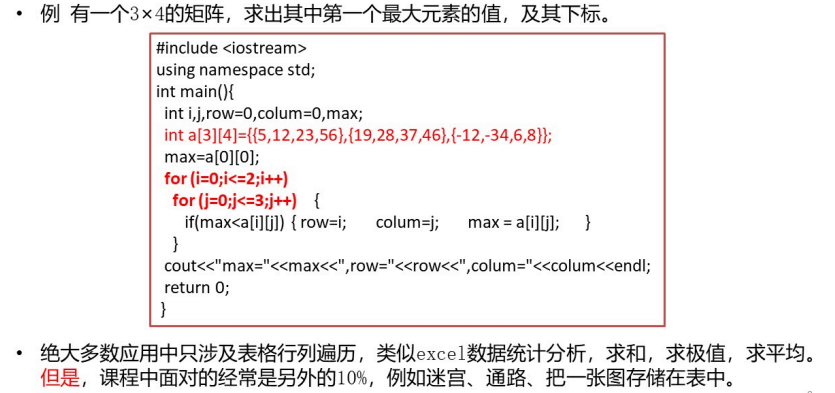 • 例 有一个3×4的矩阵，求出其中第一个最大元素的值，及其下标。
#include <iostream>
using namespace std;
int main(){
int i,j,row=0,colum=0,max;
int a[3][4]={{5,12,23,56},{19,28,37,46},{-12,-34,6,8}};
max=a[0][0];
for (i=0;i<=2;i++)
for (j=0;j<=3;j++) {
if(max<a[i][j]) { row=i; colum=j; max = a[i][j]; }
}
cout<<"max="<<max<<",row="<<row<<",colum="<<colum<<endl;
return 0;
}
• 绝大多数应用中只涉及表格行列遍历，类似excel数据统计分析，求和，求极值，求平均。
但是，课程中面对的经常是另外的10%，例如迷宫、通路、把一张图存储在表中。